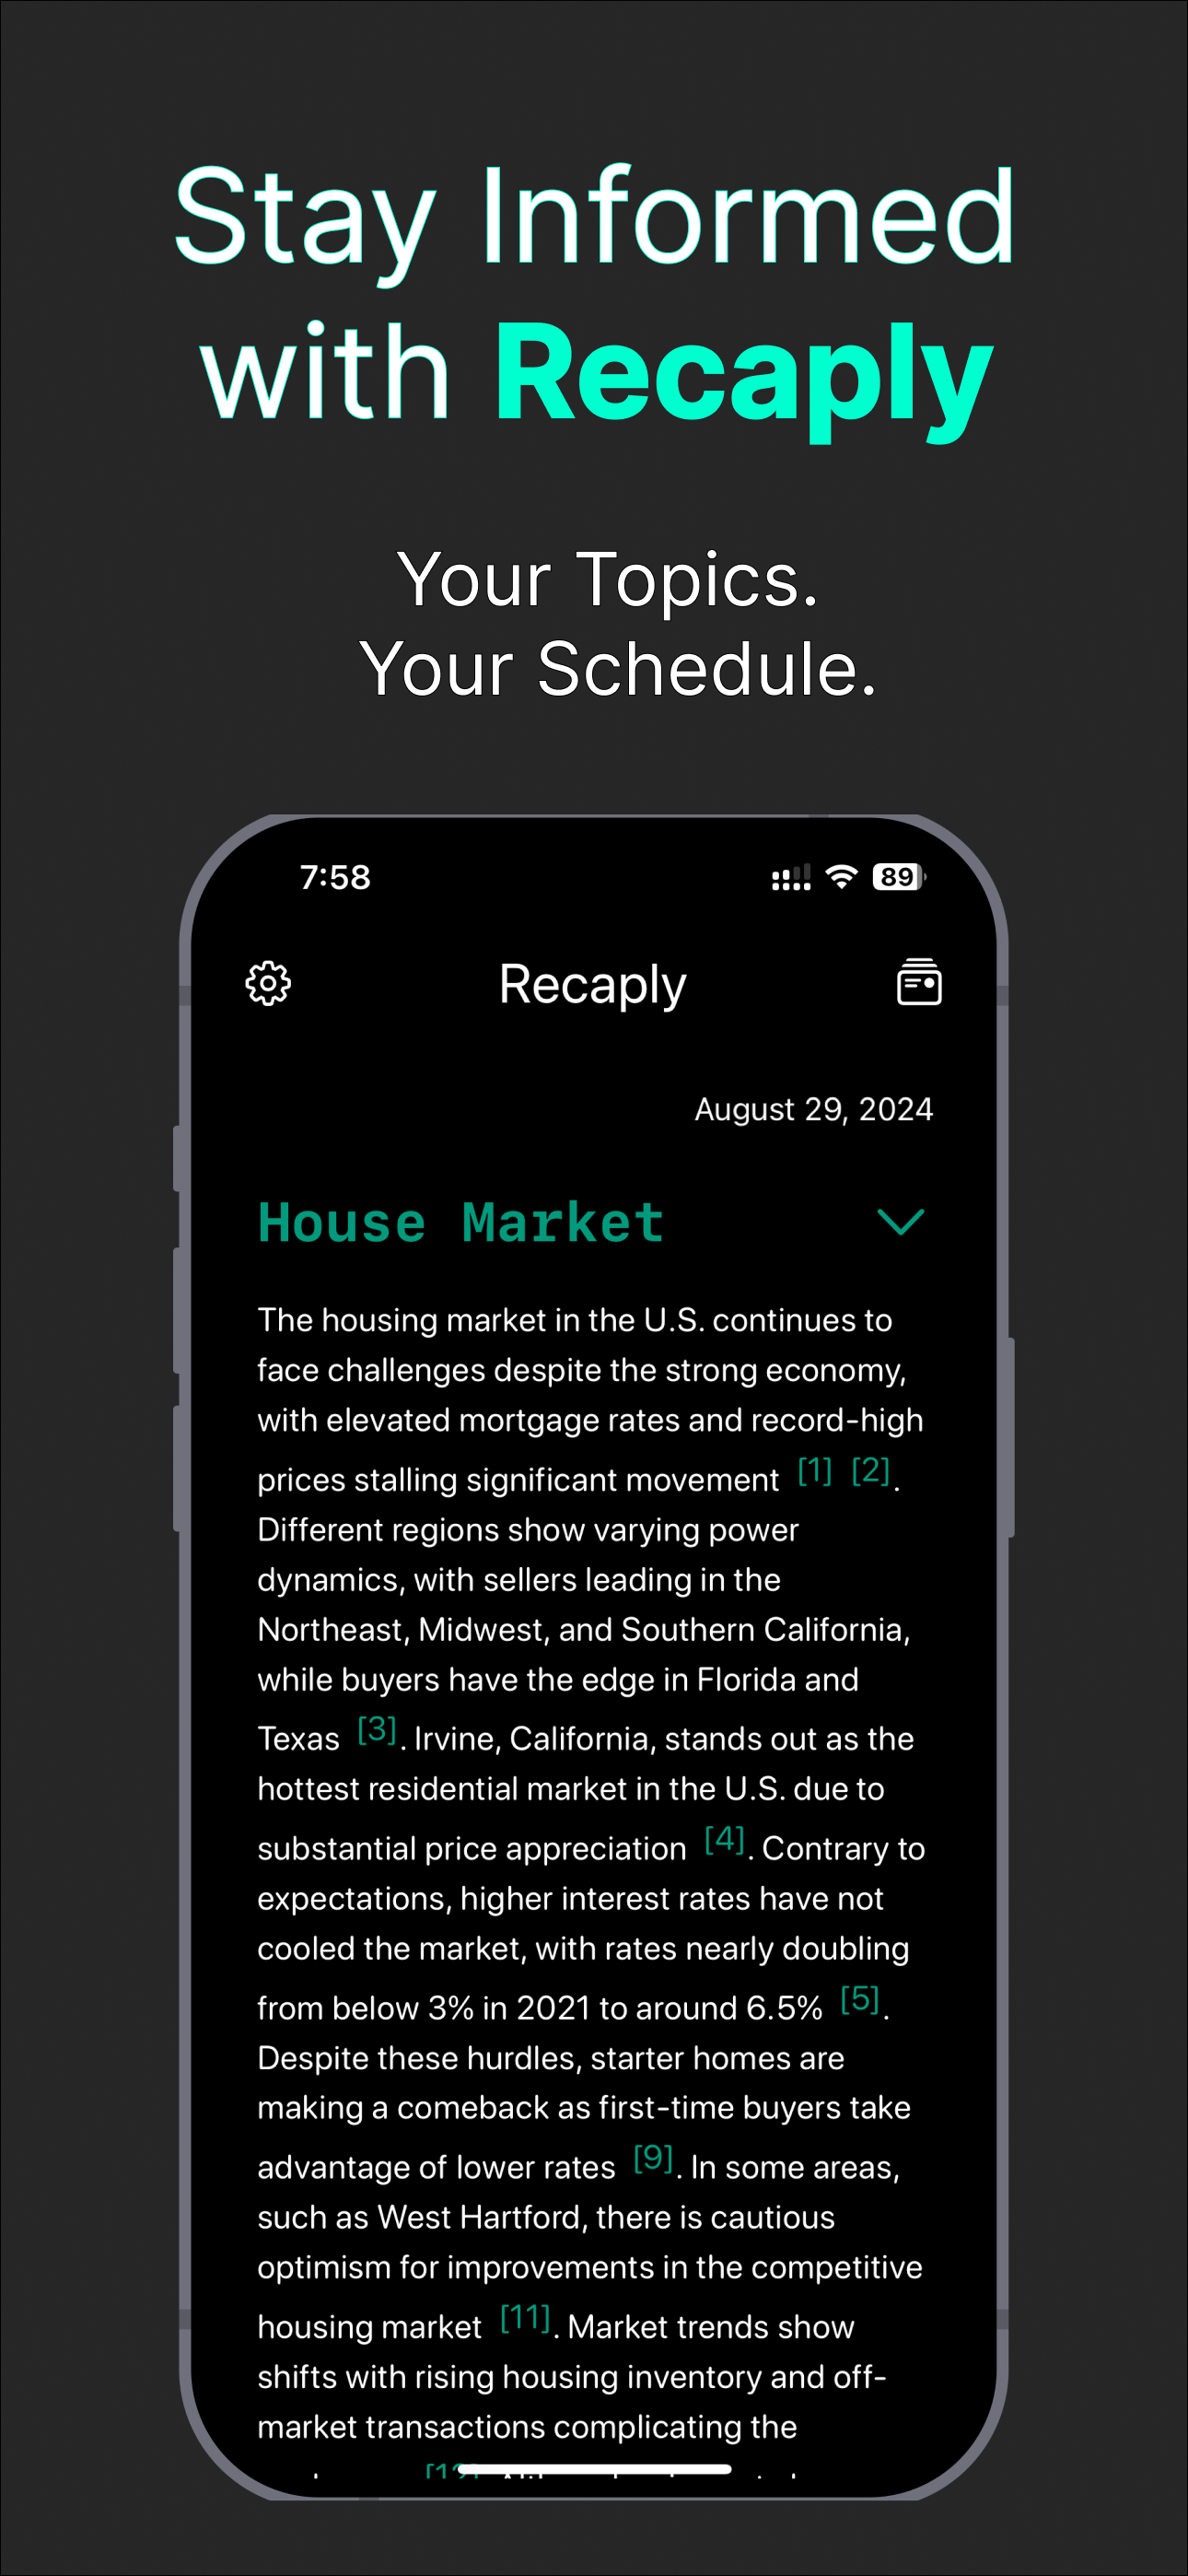 Stay Informed
with Recaply
Your Topics.
Your Schedule.
7:58
89
Recaply
August 29, 2024
House Market
The housing market in the U.S. continues to
face challenges despite the strong economy,
with elevated mortgage rates and record-high
prices stalling significant movement [1] [2].
Different regions show varying power
dynamics, with sellers leading in the
Northeast, Midwest, and Southern California,
while buyers have the edge in Florida and
Texas [3]. Irvine, California, stands out as the
hottest residential market in the U.S. due to
substantial price appreciation [4]. Contrary to
expectations, higher interest rates have not
cooled the market, with rates nearly doubling
from below 3% in 2021 to around 6.5% [5].
Despite these hurdles, starter homes are
making a comeback as first-time buyers take
advantage of lower rates [9]. In some areas,
such as West Hartford, there is cautious
optimism for improvements in the competitive
housing market [11]. Market trends show
shifts with rising housing inventory and off-
market transactions complicating the